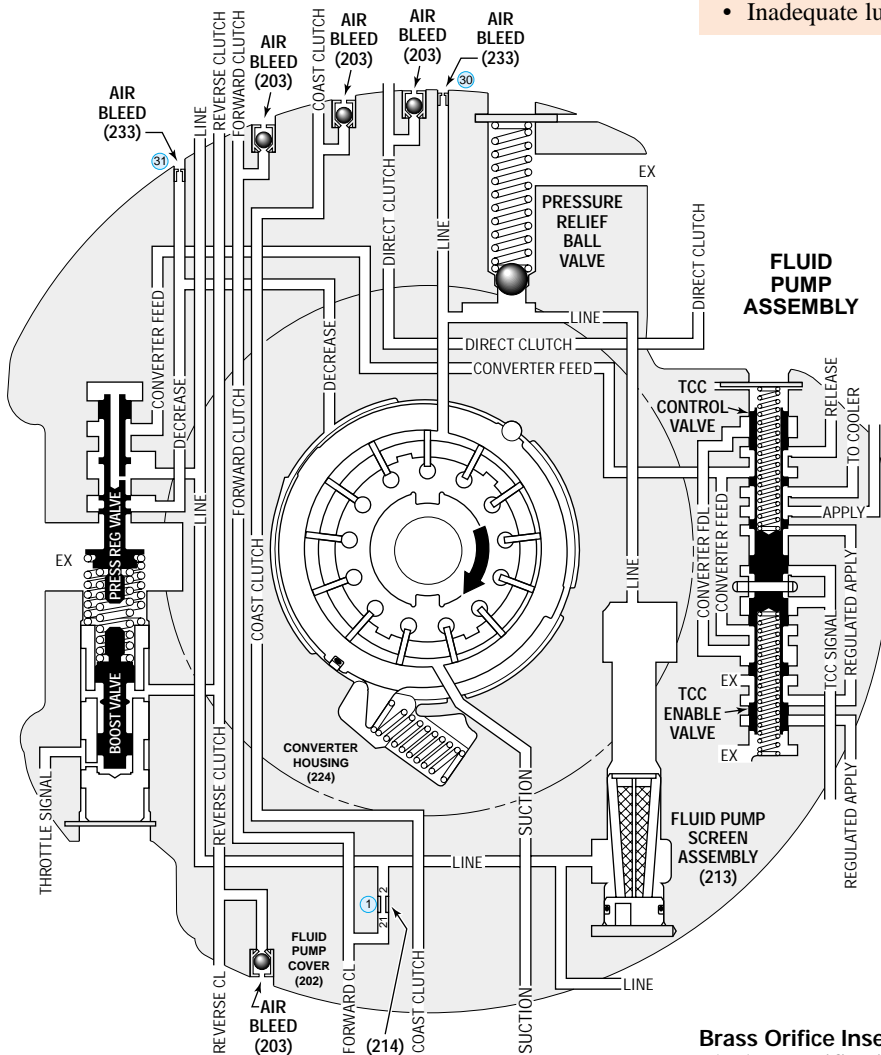 • Inadequate lu
AIR
BLEED
(203)
AIR
BLEED
(203)
AIR
BLEED
(203)
AIR
BLEED
(233)
30
AIR
BLEED
(233)
31
LINE
REVERSE CLUTCH
FORWARD CLUTCH
COAST CLUTCH
DIRECT CLUTCH
LINE
EX
PRESSURE
RELIEF
BALL
VALVE
DIRECT CLUTCH
FLUID
PUMP
ASSEMBLY
LINE
DIRECT CLUTCH
CONVERTER FEED
CONVERTER FEED
DECREASE
DECREASE
TCC
CONTROL
VALVE
RELEASE
TO COOLER
APPLY
LINE
FORWARD CLUTCH
COAST CLUTCH
EX
PRESS REG VALVE
BOOST VALVE
LINE
CONVERTER FDL
CONVERTER FEED
REGULATED APPLY
TCC SIGNAL
EX
TCC
ENABLE
VALVE
EX
REGULATED APPLY
THROTTLE SIGNAL
REVERSE CLUTCH
CONVERTER
HOUSING
(224)
SUCTION
FLUID PUMP
SCREEN
ASSEMBLY
(213)
LINE
1
2
21
FLUID
PUMP
COVER
(202)
REVERSE CL
AIR
BLEED
(203)
FORWARD CL
(214)
COAST CLUTCH
SUCTION
LINE
Brass Orifice Inse